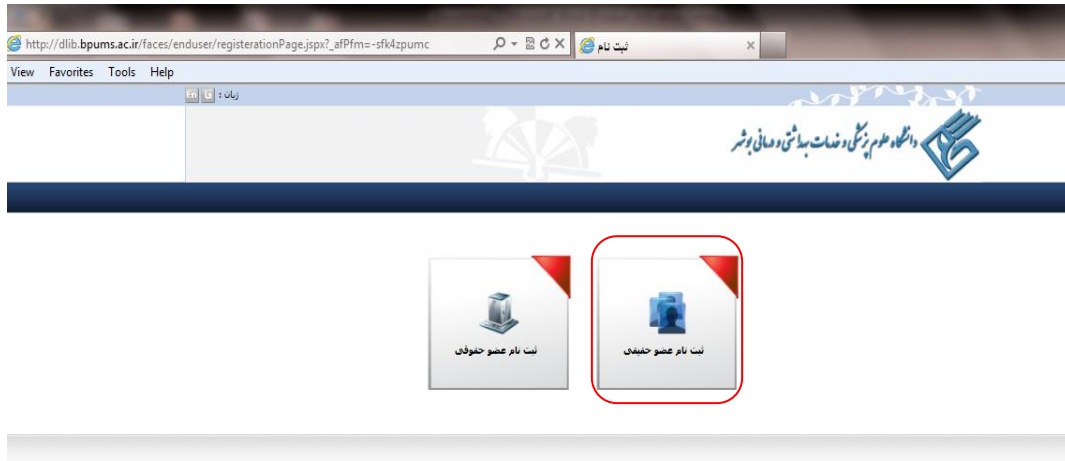 http://dlib.bpums.ac.ir/faces/enduser/registerationPage.jspx?_afPfm=-sfk4zpumc
ثبت نام
View Favorites Tools Help
زبان : فا En
دانشگاه علوم پزشکی و خدمات بهداشتی و درمانی بوشهر
ثبت نام عضو حقیقی
ثبت نام عضو حقوقی